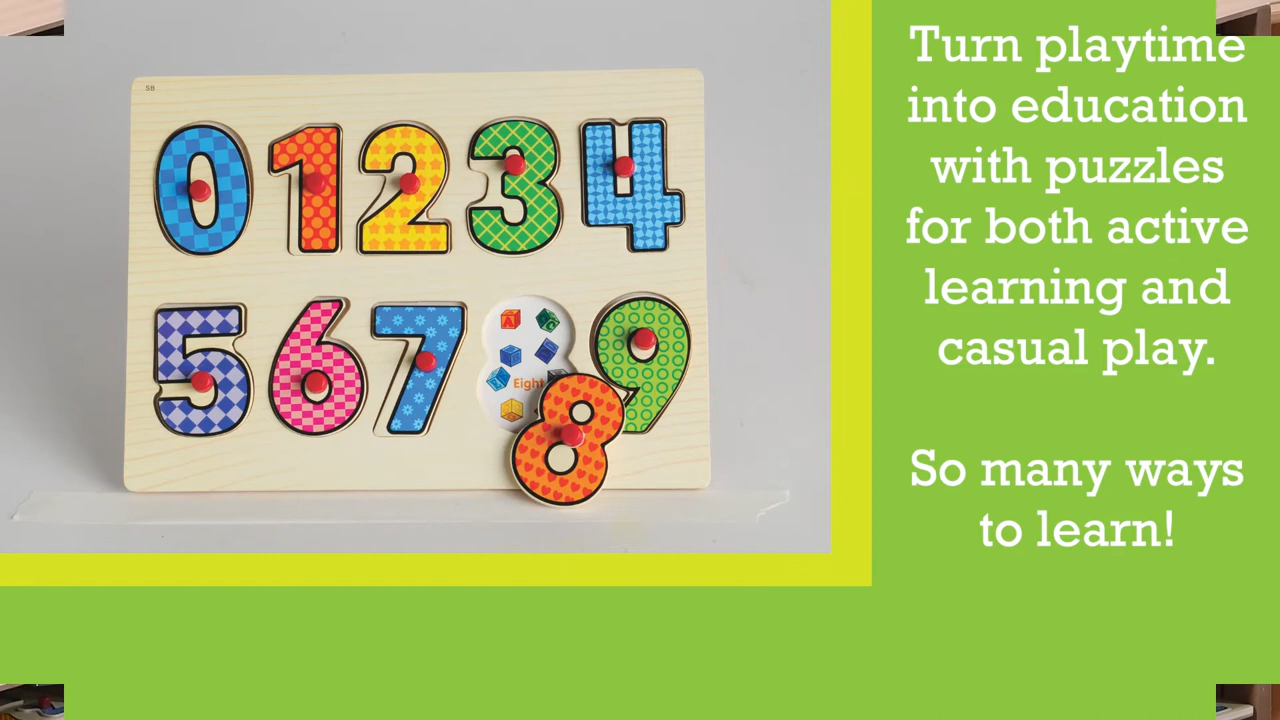 Turn playtime
into education
with puzzles
for both active
learning and
casual play.
So many ways
to learn!
SB
0 1 2 3 4
5 6 7 8 9
A
Eight